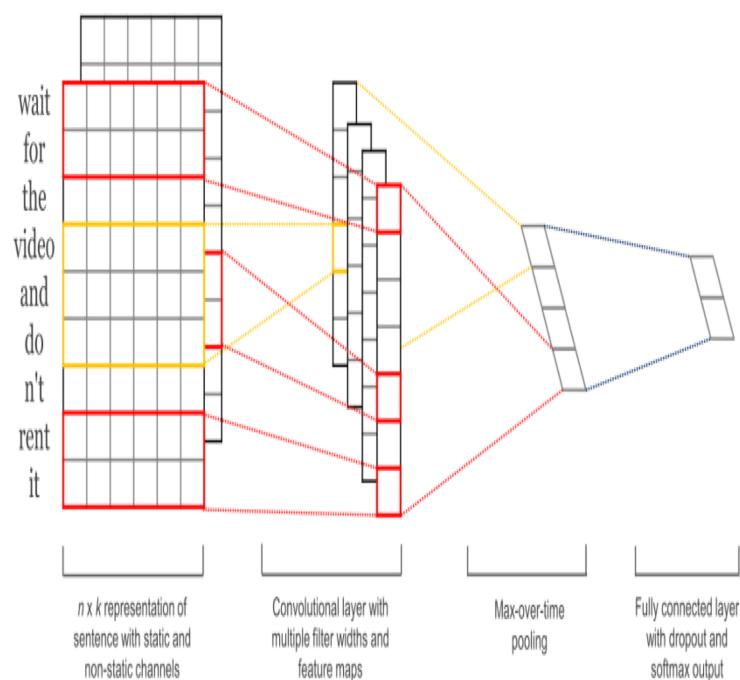 wait
for
the
video
and
do
n't
rent
it
n x k representation of
sentence with static and
non-static channels
Convolutional layer with
multiple filter widths and
feature maps
Max-over-time
pooling
Fully connected layer
with dropout and
softmax output